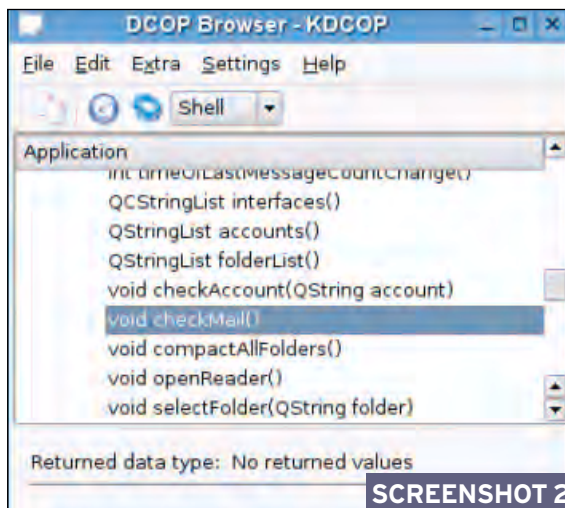 DCOP Browser - KDCOP
File Edit Extra Settings Help
Shell
Application
int timeOfLastMessageCountChange()
QCStringList interfaces()
QStringList accounts()
QStringList folderList()
void checkAccount(QString account)
void checkMail()
void compactAllFolders()
void openReader()
void selectFolder(QString folder)
Returned data type: No returned values
SCREENSHOT 2